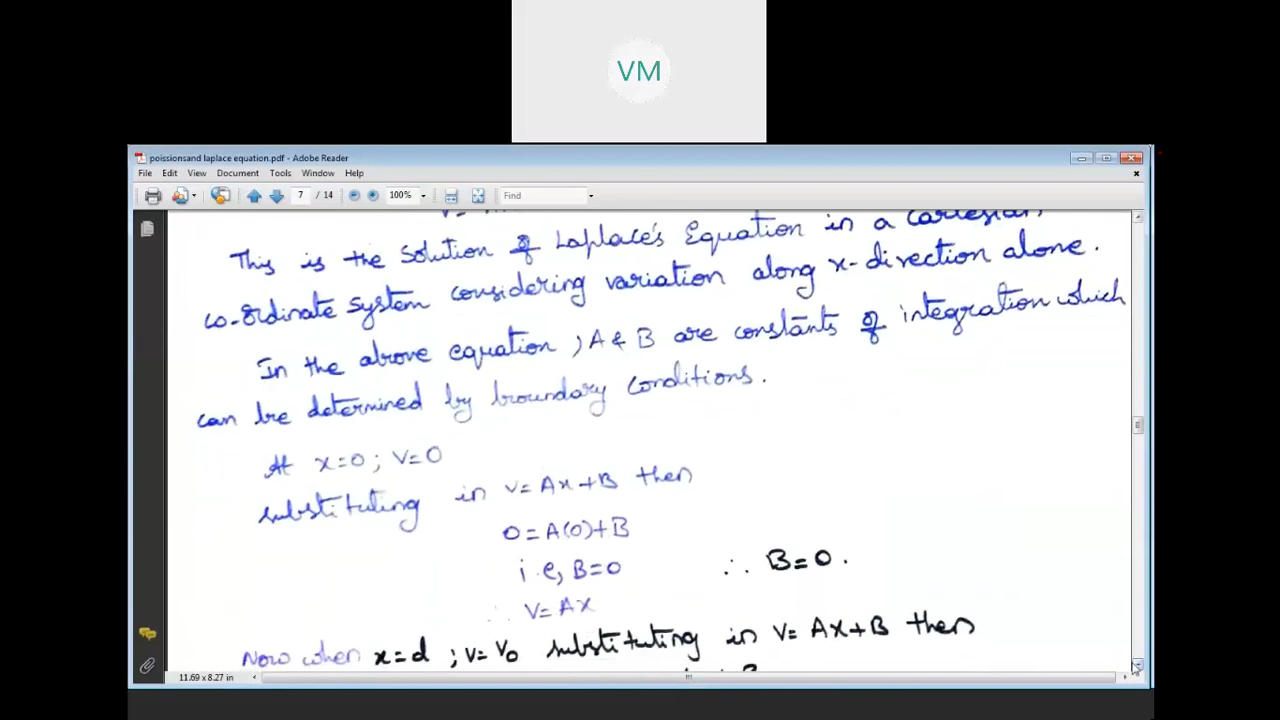 VM
poissionsand laplace equation.pdf - Adobe Reader
File Edit View Document Tools Window Help
7 / 14 100% Find
This is the Solution of Laplace's Equation in a Cartesian
co-ordinate system considering variation along x-direction alone.
In the above equation, A & B are constants of integration which
can be determined by boundary conditions.
At x=0; V=0
substituting in V=Ax+B then
0=A(0)+B
i.e, B=0 ∴ B=0.
∴ V=Ax
Now when x=d; V=V₀ substituting in V=Ax+B then
11.69 x 8.27 in